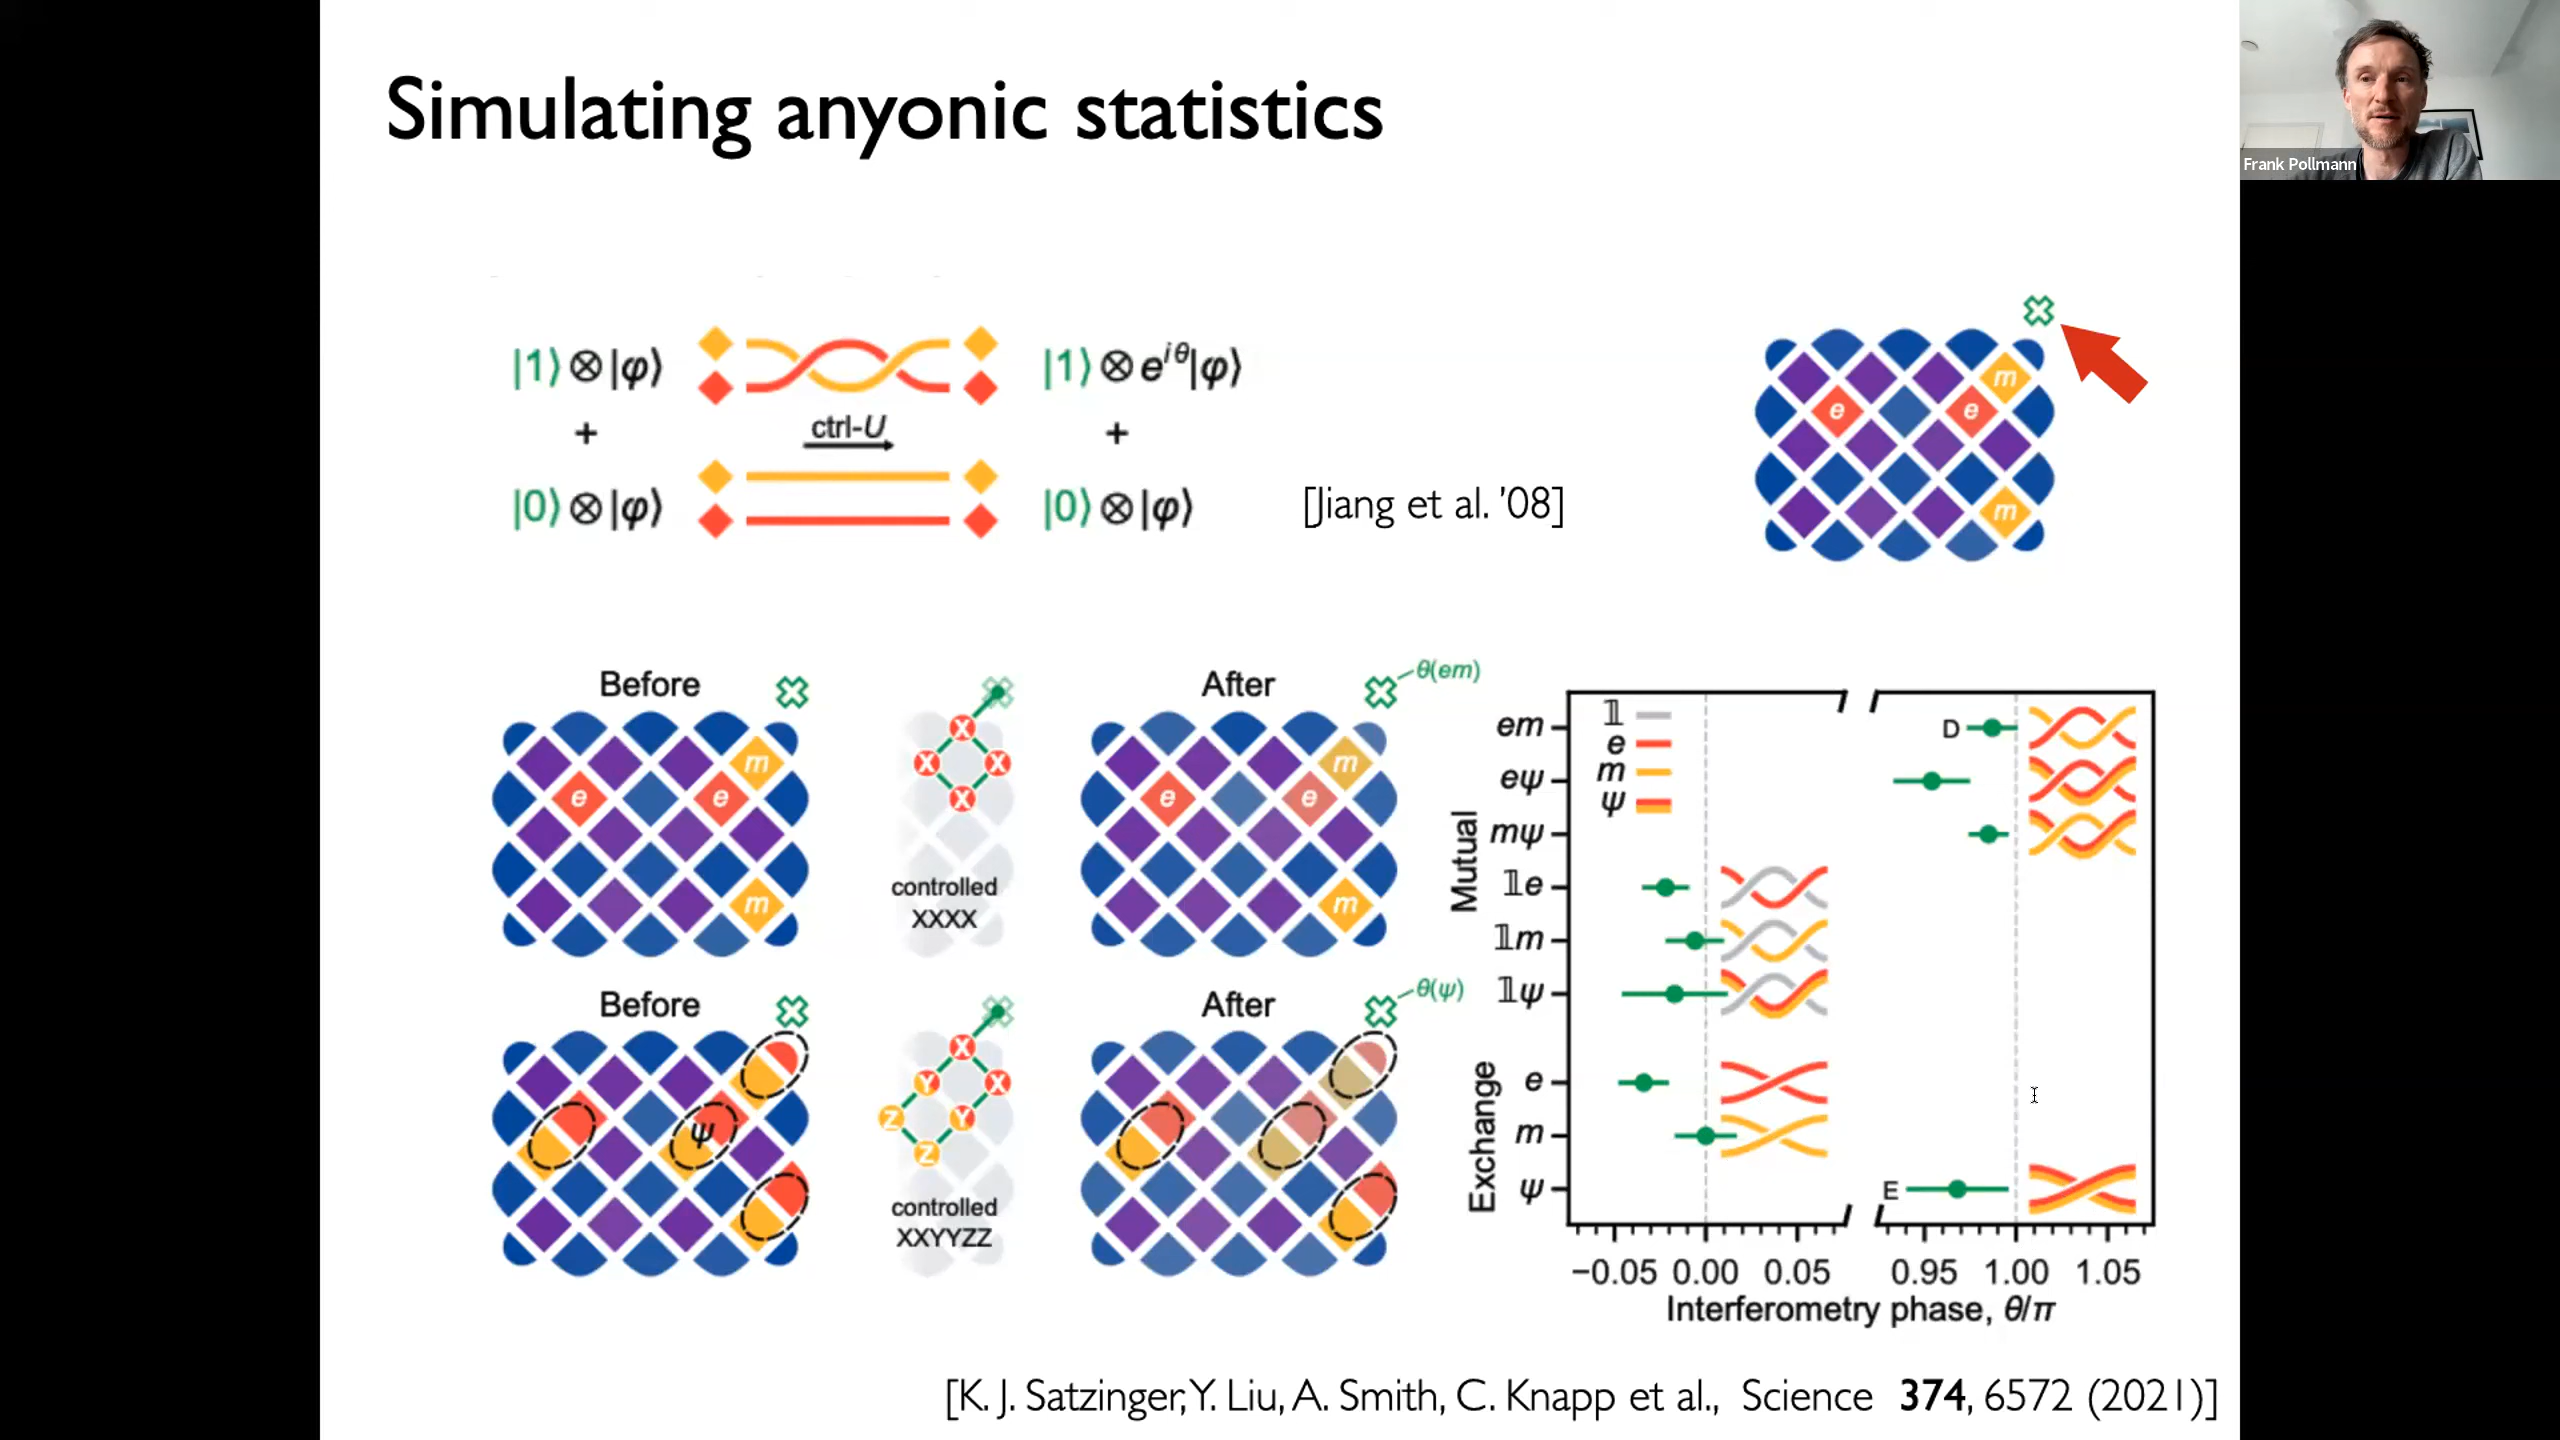 Simulating anyonic statistics
Frank Pollmann
|1⟩ ⊗ |φ⟩
|1⟩ ⊗ e^{iθ}|φ⟩
+
ctrl-U
+
|0⟩ ⊗ |φ⟩
|0⟩ ⊗ |φ⟩
[Jiang et al. ’08]
m
e
e
m
Before
After
θ(em)
m
e
e
m
X
X
X
X
controlled
XXXX
m
e
e
m
Before
After
θ(ψ)
ψ
X
Y
X
Z
Y
Z
controlled
XXYYZZ
𝟙
e
m
ψ
Mutual
em
eψ
mψ
𝟙e
𝟙m
𝟙ψ
Exchange
e
m
ψ
D
E
−0.05 0.00 0.05 0.95 1.00 1.05
Interferometry phase, θ/π
[K. J. Satzinger, Y. Liu, A. Smith, C. Knapp et al., Science 374, 6572 (2021)]